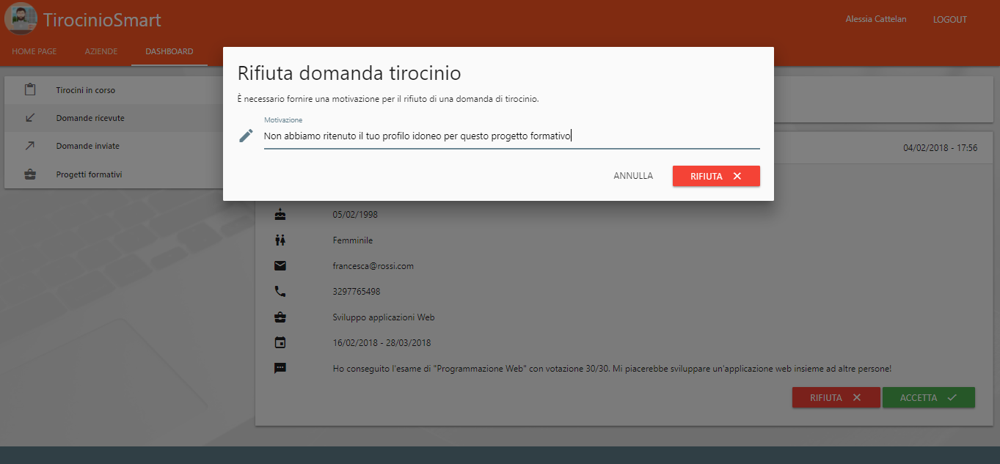 TirocinioSmart
Alessia Cattelan
LOGOUT
HOME PAGE
AZIENDE
DASHBOARD
Tirocini in corso
Domande ricevute
Domande inviate
Progetti formativi
Rifiuta domanda tirocinio
È necessario fornire una motivazione per il rifiuto di una domanda di tirocinio.
Motivazione
Non abbiamo ritenuto il tuo profilo idoneo per questo progetto formativo
ANNULLA
RIFIUTA
04/02/2018 - 17:56
05/02/1998
Femminile
francesca@rossi.com
3297765498
Sviluppo applicazioni Web
16/02/2018 - 28/03/2018
Ho conseguito l'esame di "Programmazione Web" con votazione 30/30. Mi piacerebbe sviluppare un'applicazione web insieme ad altre persone!
RIFIUTA
ACCETTA